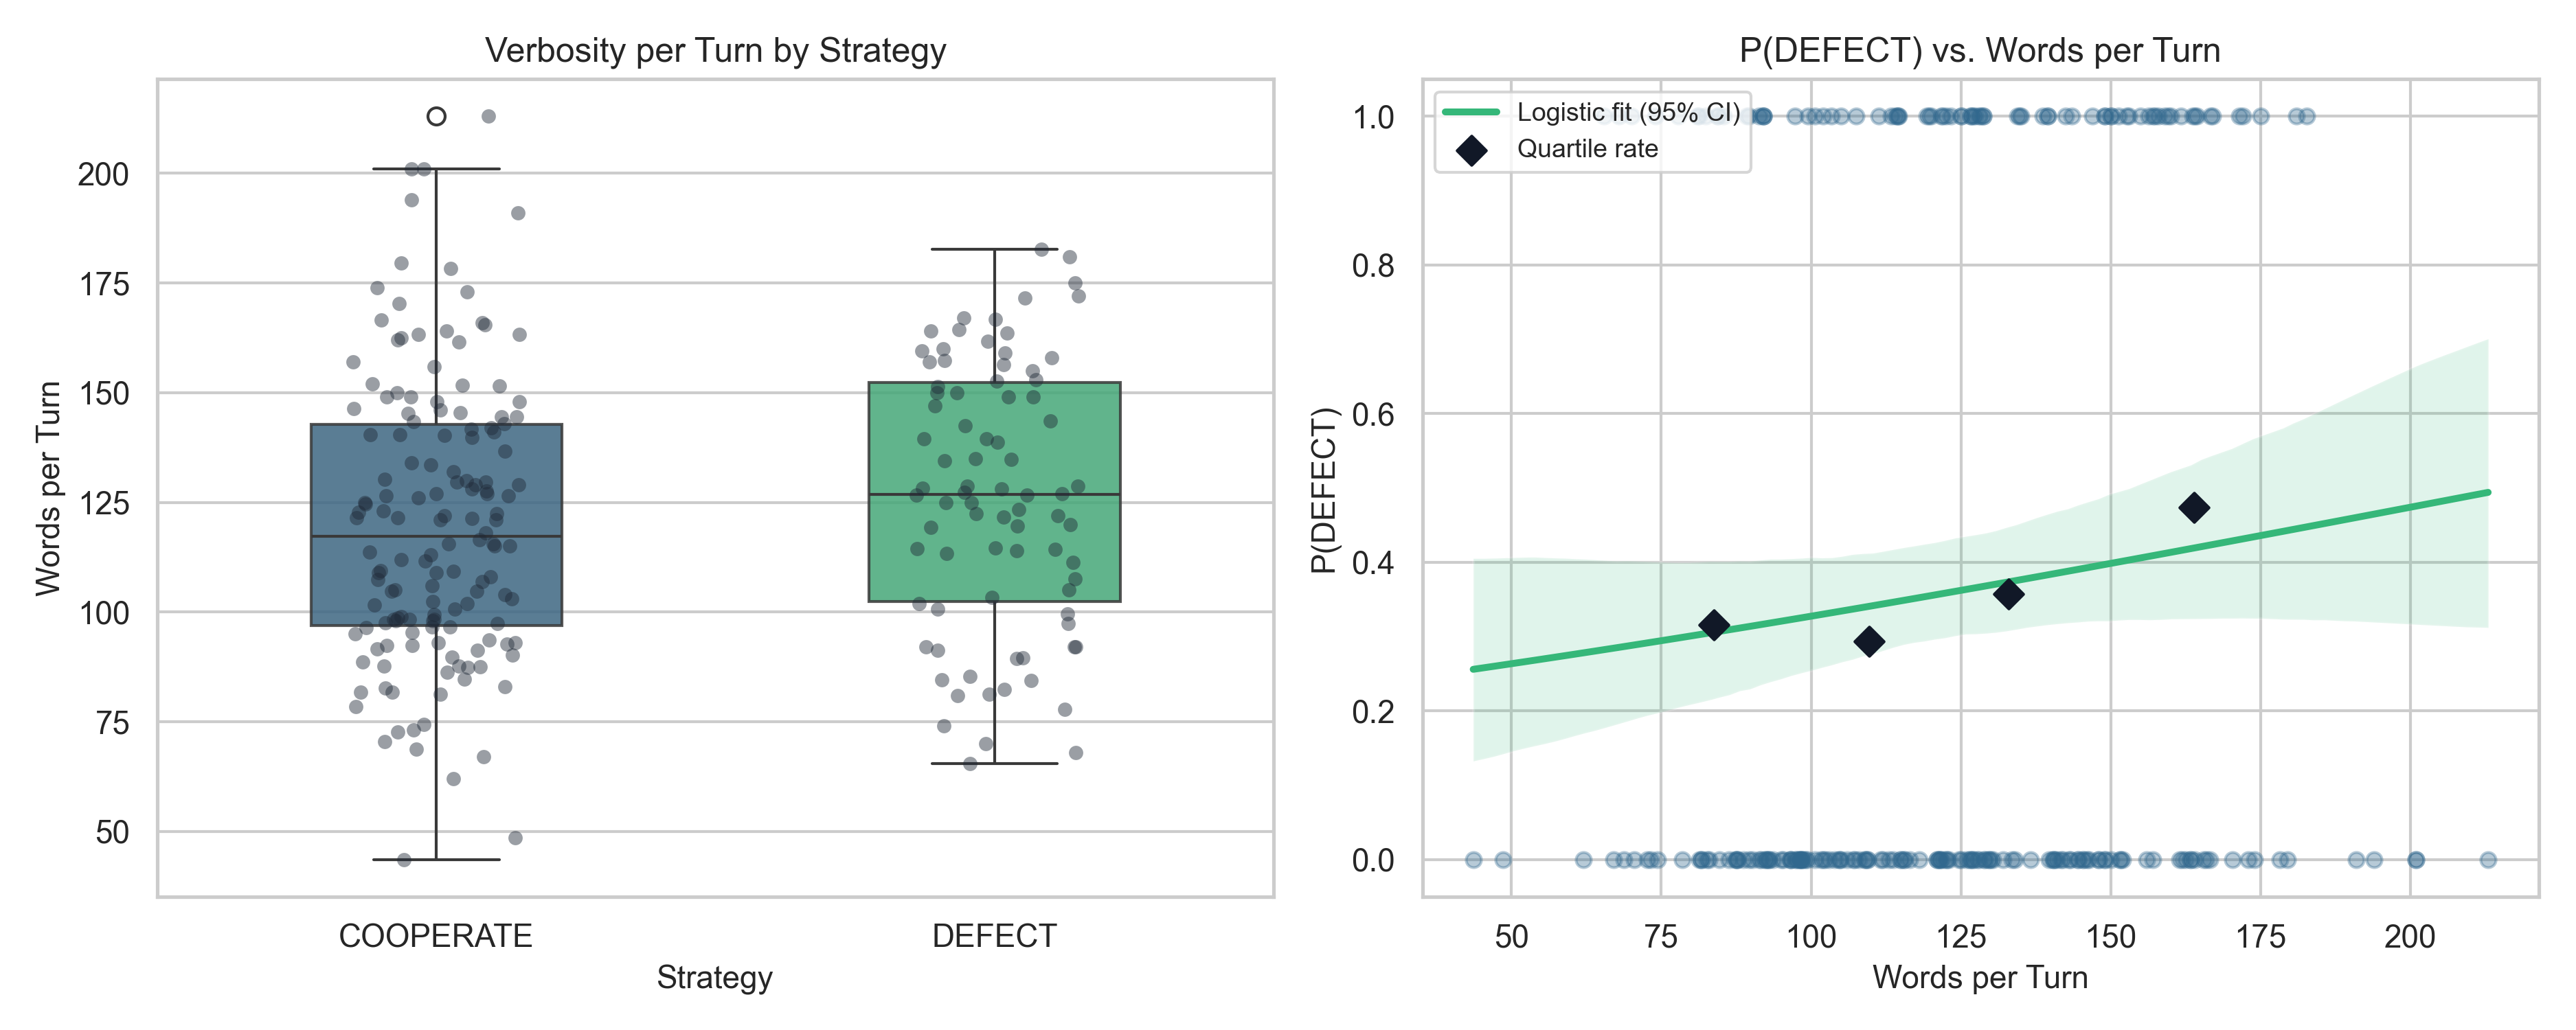 Verbosity per Turn by Strategy
Words per Turn
200
175
150
125
100
75
50
COOPERATE
DEFECT
Strategy
P(DEFECT) vs. Words per Turn
Logistic fit (95% CI)
Quartile rate
P(DEFECT)
1.0
0.8
0.6
0.4
0.2
0.0
50
75
100
125
150
175
200
Words per Turn